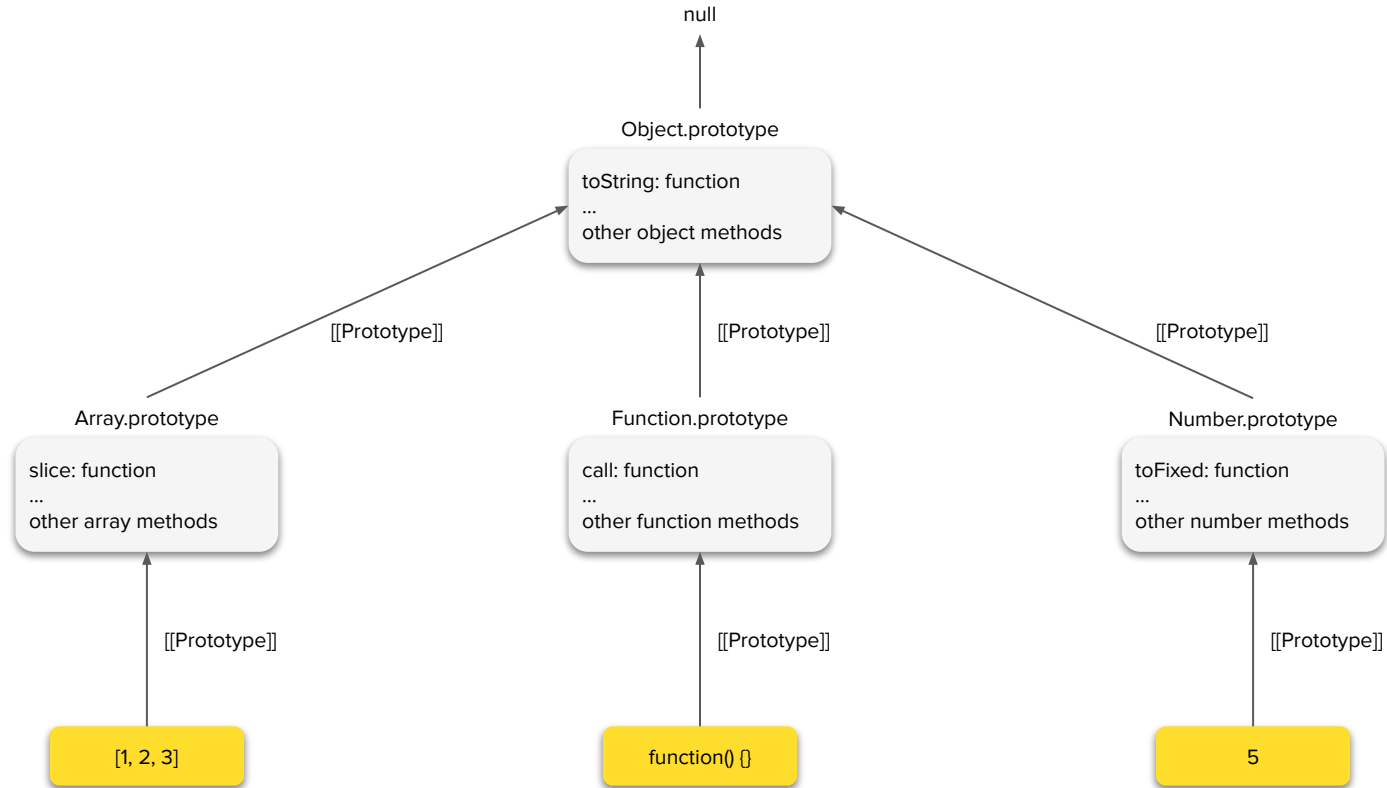 null
Object.prototype
toString: function
...
other object methods
[[Prototype]]
[[Prototype]]
[[Prototype]]
Array.prototype
slice: function
...
other array methods
Function.prototype
call: function
...
other function methods
Number.prototype
toFixed: function
...
other number methods
[[Prototype]]
[[Prototype]]
[[Prototype]]
[1, 2, 3]
function() {}
5